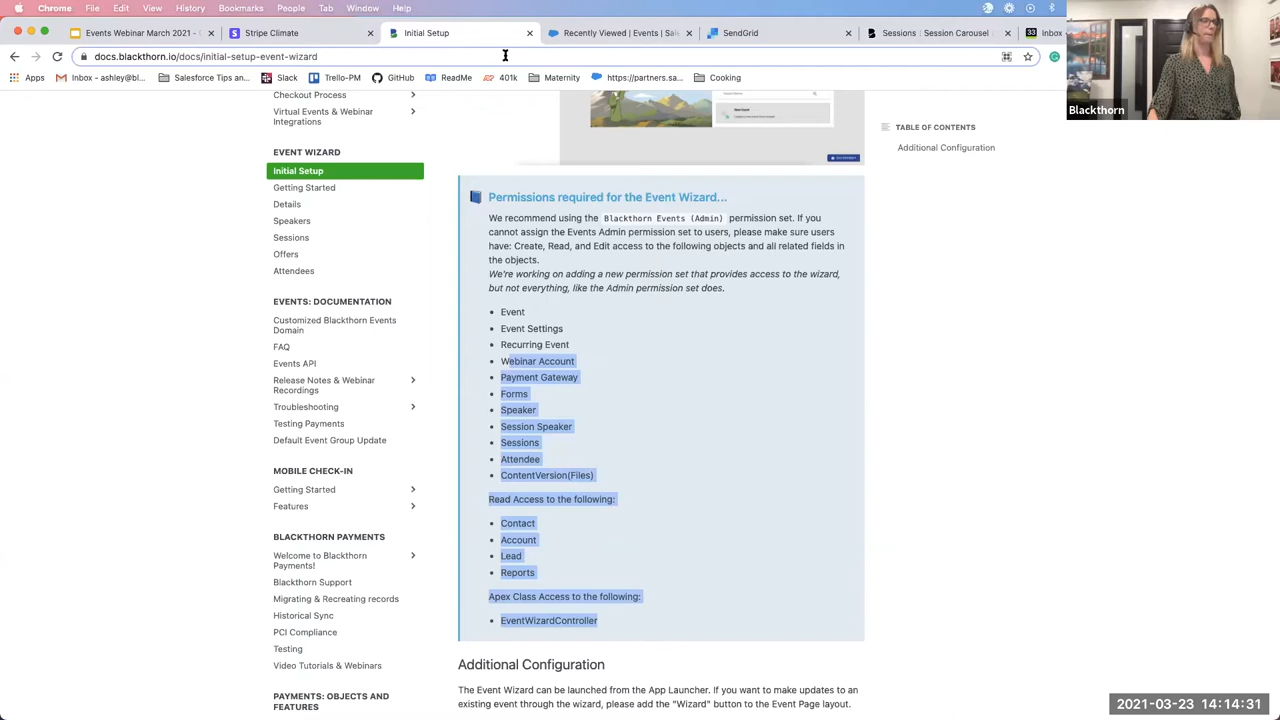 Chrome File Edit View History Bookmarks Profiles Tab Window Help
Events Webinar March 2021 -
Stripe Climate
Initial Setup
Recently Viewed | Events | Sales
SendGrid
Sessions : Session Carousel
Inbox
docs.blackthorn.io/docs/initial-setup-event-wizard
Apps
Inbox - ashley@bl...
Salesforce Tips an...
Slack
Trello-PM
GitHub
ReadMe
401k
Maternity
https://partners.sa...
Cooking
Blackthorn
Checkout Process
Virtual Events & Webinar
Integrations
EVENT WIZARD
Initial Setup
Getting Started
Details
Speakers
Sessions
Offers
Attendees
EVENTS: DOCUMENTATION
Customized Blackthorn Events
Domain
FAQ
Events API
Release Notes & Webinar
Recordings
Troubleshooting
Testing Payments
Default Event Group Update
MOBILE CHECK-IN
Getting Started
Features
BLACKTHORN PAYMENTS
Welcome to Blackthorn
Payments!
Blackthorn Support
Migrating & Recreating records
Historical Sync
PCI Compliance
Testing
Video Tutorials & Webinars
PAYMENTS: OBJECTS AND
FEATURES
Permissions required for the Event Wizard...
We recommend using the Blackthorn Events (Admin) permission set. If you
cannot assign the Events Admin permission set to users, please make sure users
have: Create, Read, and Edit access to the following objects and all related fields in
the objects.
We're working on adding a new permission set that provides access to the wizard,
but not everything, like the Admin permission set does.
• Event
• Event Settings
• Recurring Event
• Webinar Account
• Payment Gateway
• Forms
• Speaker
• Session Speaker
• Sessions
• Attendee
• ContentVersion(Files)
Read Access to the following:
• Contact
• Account
• Lead
• Reports
Apex Class Access to the following:
• EventWizardController
Additional Configuration
The Event Wizard can be launched from the App Launcher. If you want to make updates to an
existing event through the wizard, please add the "Wizard" button to the Event Page layout.
TABLE OF CONTENTS
Additional Configuration
2021-03-23 14:14:31